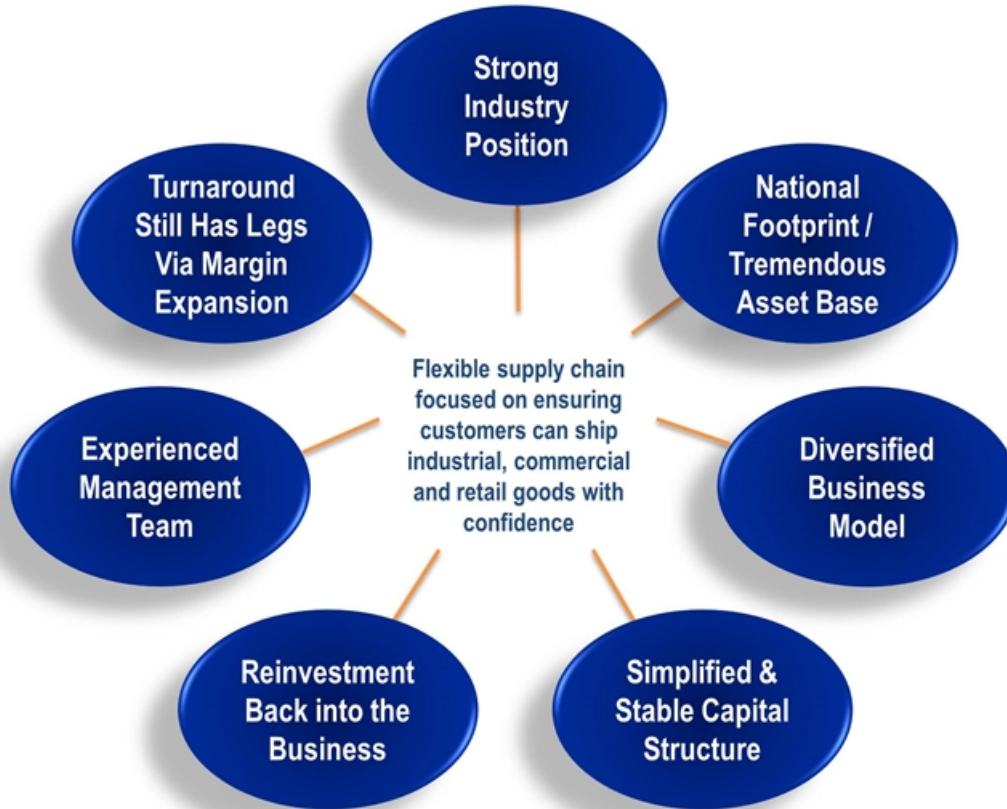 Strong
Industry
Position
National
Footprint /
Tremendous
Asset Base
Diversified
Business
Model
Simplified &
Stable Capital
Structure
Reinvestment
Back into the
Business
Experienced
Management
Team
Turnaround
Still Has Legs
Via Margin
Expansion
Flexible supply chain
focused on ensuring
customers can ship
industrial, commercial
and retail goods with
confidence